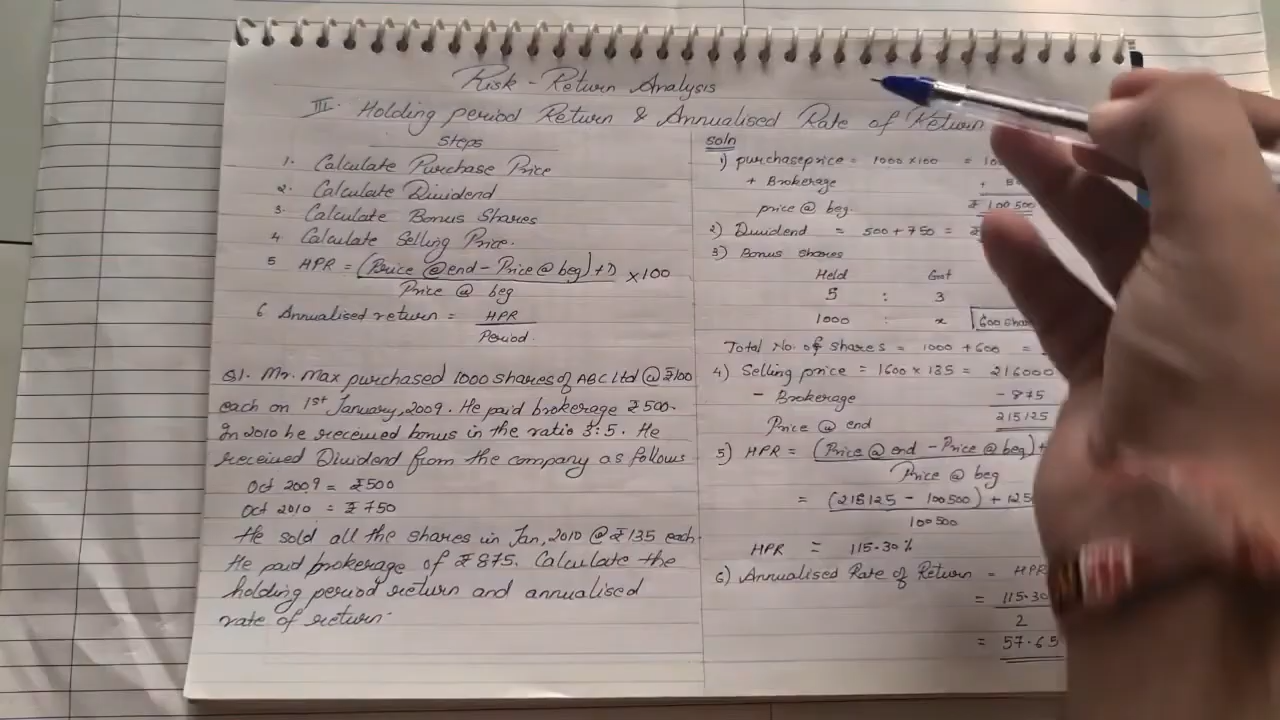 Risk - Return Analysis
III. Holding period Return & Annualised Rate of Return
Steps
1. Calculate Purchase Price
2. Calculate Dividend
3. Calculate Bonus Shares
4. Calculate Selling Price.
5 HPR = (Price @ end - Price @ beg) + D × 100
Price @ beg
6 Annualised return = HPR
Period.
Q1. Mr. Max purchased 1000 shares of ABC ltd @ ₹100
each on 1st January, 2009. He paid brokerage ₹500.
In 2010 he received bonus in the ratio 3:5. He
received Dividend from the company as follows
Oct 2009 = ₹500
Oct 2010 = ₹750
He sold all the shares in Jan, 2010 @ ₹135 each
He paid brokerage of ₹875. Calculate the
holding period return and annualised
rate of return.
Soln
1) purchase price = 1000 × 100 =
+ Brokerage +
price @ beg. ₹ 100500
2) Dividend = 500 + 750 = ₹
3) Bonus shares
Held Got
5 : 3
1000 : x 600
Total No. of shares = 1000 + 600 =
4) Selling price = 1600 × 135 = 216000
- Brokerage - 875
Price @ end 215125
5) HPR = (Price @ end - Price @ beg) +
Price @ beg
= (215125 - 100500) +
100500
HPR = 115.30%
6) Annualised Rate of Return = HPR
= 115.30
2
= 57.65